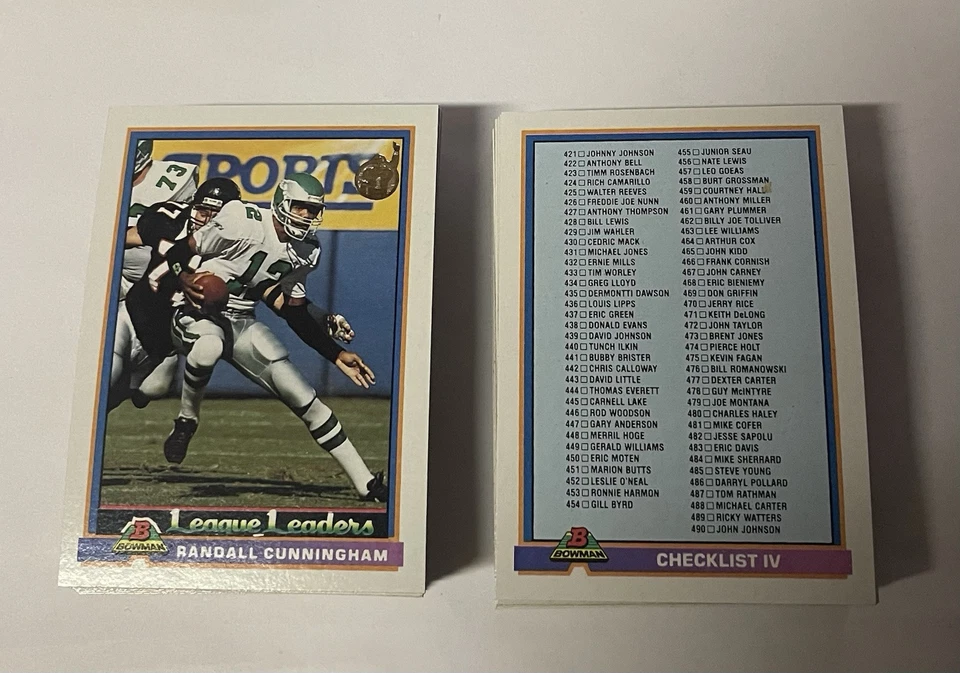 SPORTS
73
7
2
12
League Leaders
B
BOWMAN
RANDALL CUNNINGHAM
421 □ JOHNNY JOHNSON
422 □ ANTHONY BELL
423 □ TIMM ROSENBACH
424 □ RICH CAMARILLO
425 □ WALTER REEVES
426 □ FREDDIE JOE NUNN
427 □ ANTHONY THOMPSON
428 □ BILL LEWIS
429 □ JIM WAHLER
430 □ CEDRIC MACK
431 □ MICHAEL JONES
432 □ ERNIE MILLS
433 □ TIM WORLEY
434 □ GREG LLOYD
435 □ DERMONTTI DAWSON
436 □ LOUIS LIPPS
437 □ ERIC GREEN
438 □ DONALD EVANS
439 □ DAVID JOHNSON
440 □ TUNCH ILKIN
441 □ BUBBY BRISTER
442 □ CHRIS CALLOWAY
443 □ DAVID LITTLE
444 □ THOMAS EVERETT
445 □ CARNELL LAKE
446 □ ROD WOODSON
447 □ GARY ANDERSON
448 □ MERRIL HOGE
449 □ GERALD WILLIAMS
450 □ ERIC MOTEN
451 □ MARION BUTTS
452 □ LESLIE O'NEAL
453 □ RONNIE HARMON
454 □ GILL BYRD
455 □ JUNIOR SEAU
456 □ NATE LEWIS
457 □ LEO GOEAS
458 □ BURT GROSSMAN
459 □ COURTNEY HALL
460 □ ANTHONY MILLER
461 □ GARY PLUMMER
462 □ BILLY JOE TOLLIVER
463 □ LEE WILLIAMS
464 □ ARTHUR COX
465 □ JOHN KIDD
466 □ FRANK CORNISH
467 □ JOHN CARNEY
468 □ ERIC BIENIEMY
469 □ DON GRIFFIN
470 □ JERRY RICE
471 □ KEITH DeLONG
472 □ JOHN TAYLOR
473 □ BRENT JONES
474 □ PIERCE HOLT
475 □ KEVIN FAGAN
476 □ BILL ROMANOWSKI
477 □ DEXTER CARTER
478 □ GUY McINTYRE
479 □ JOE MONTANA
480 □ CHARLES HALEY
481 □ MIKE COFER
482 □ JESSE SAPOLU
483 □ ERIC DAVIS
484 □ MIKE SHERRARD
485 □ STEVE YOUNG
486 □ DARRYL POLLARD
487 □ TOM RATHMAN
488 □ MICHAEL CARTER
489 □ RICKY WATTERS
490 □ JOHN JOHNSON
B
BOWMAN
CHECKLIST IV